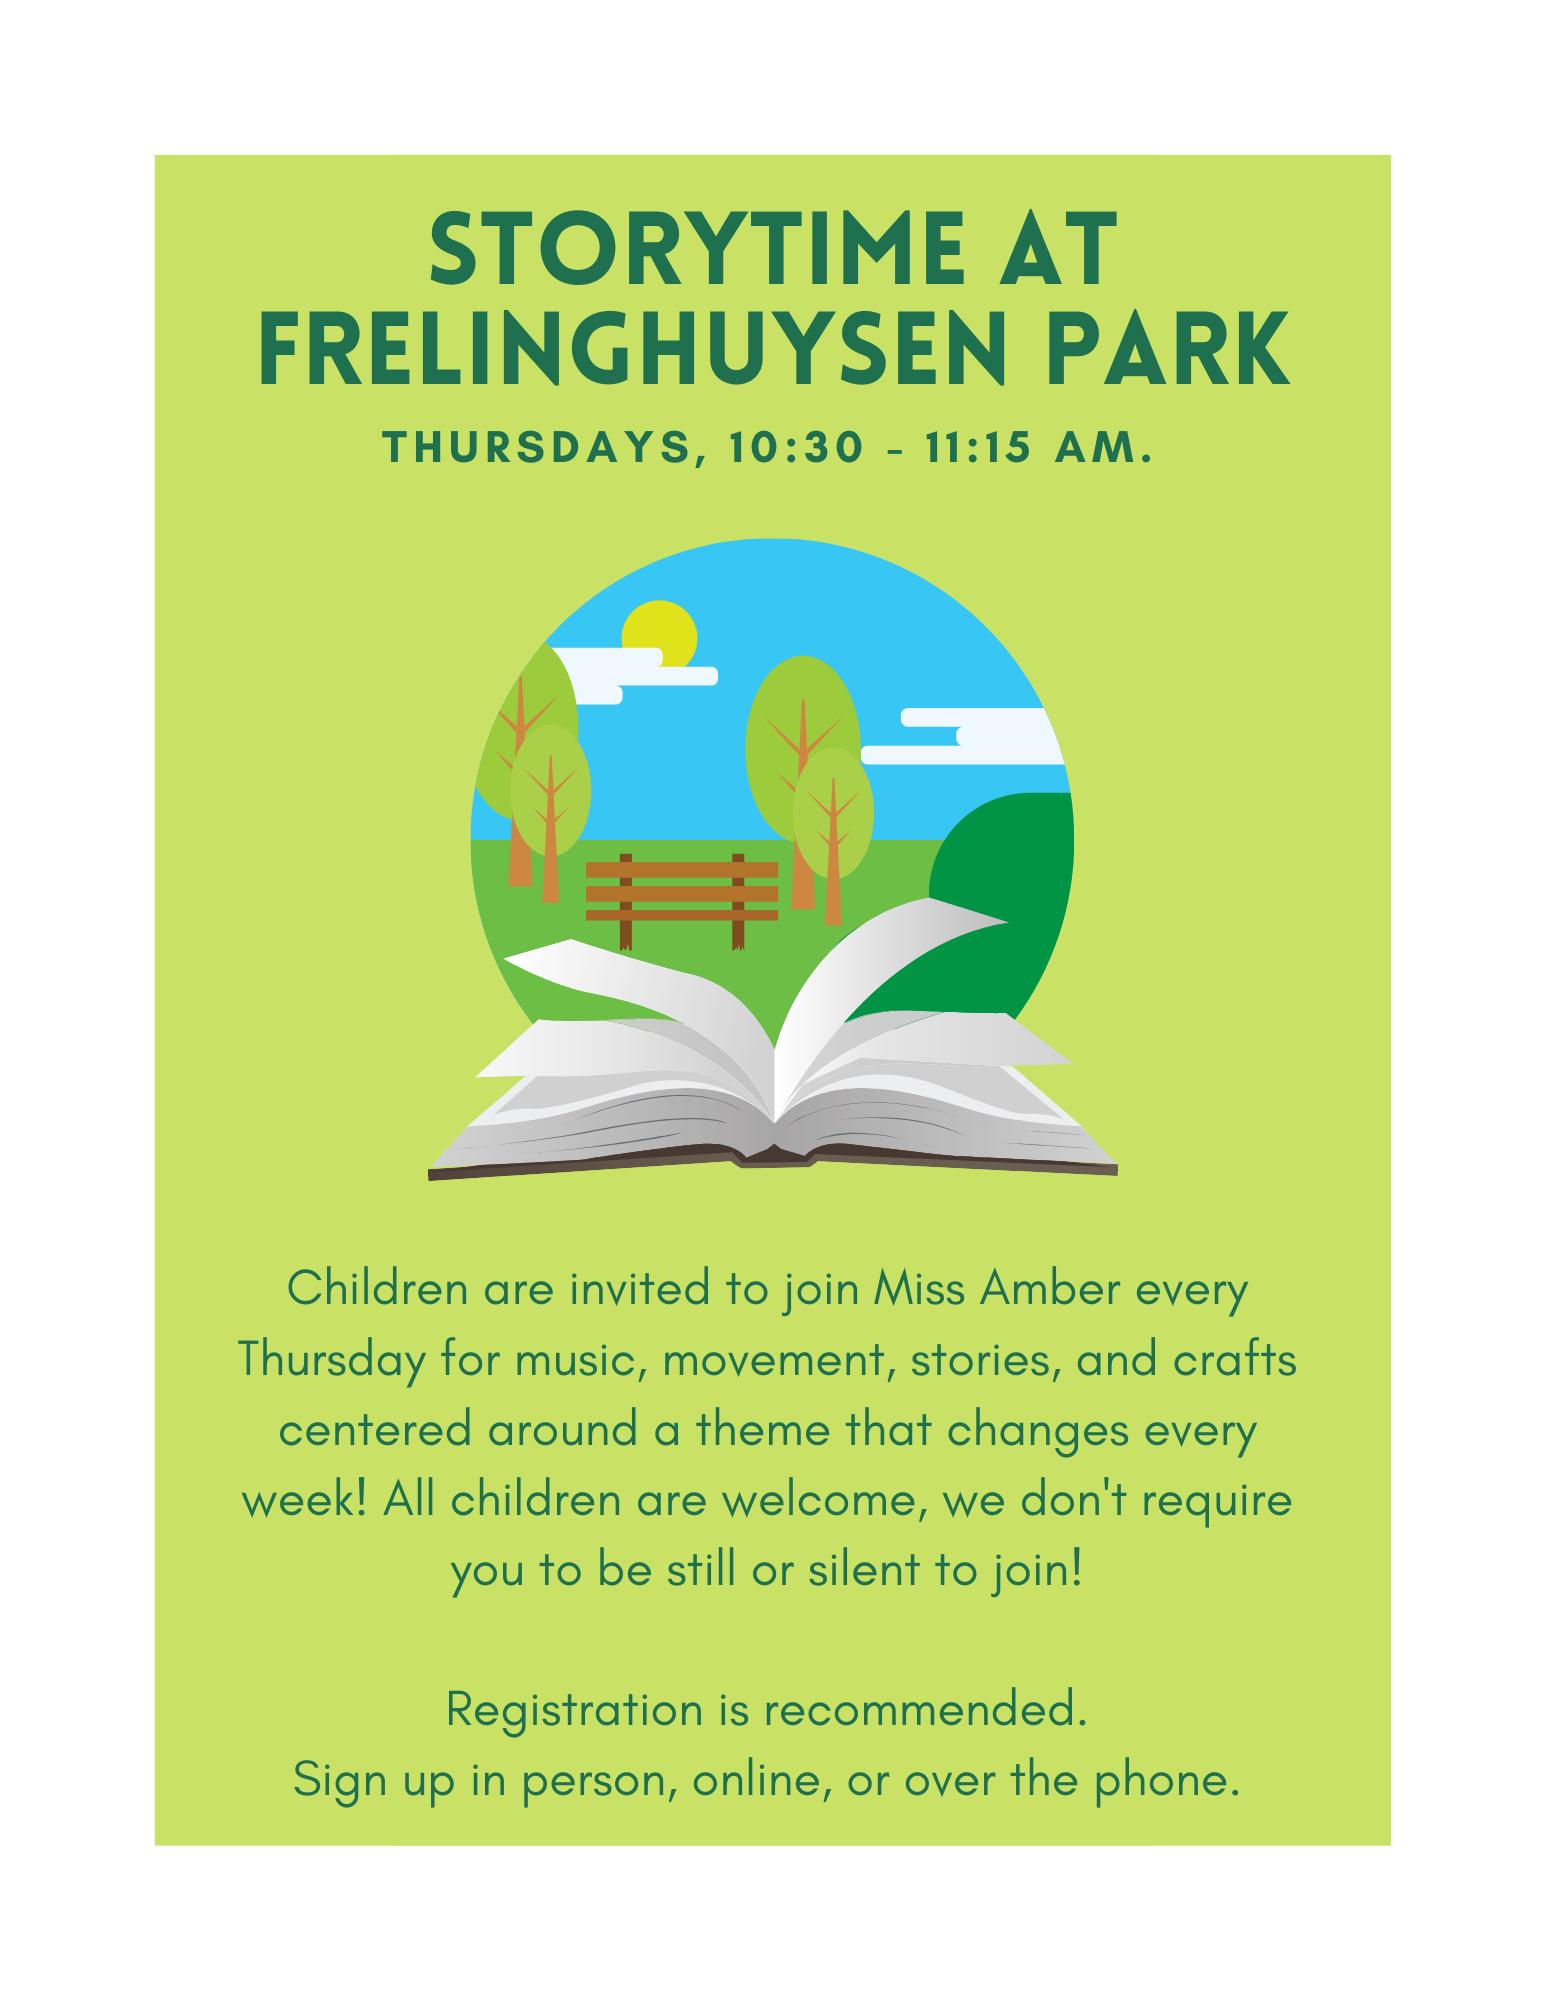 STORYTIME AT
FRELINGHUYSEN PARK
THURSDAYS, 10:30 - 11:15 AM.
Children are invited to join Miss Amber every
Thursday for music, movement, stories, and crafts
centered around a theme that changes every
week! All children are welcome, we don't require
you to be still or silent to join!
Registration is recommended.
Sign up in person, online, or over the phone.